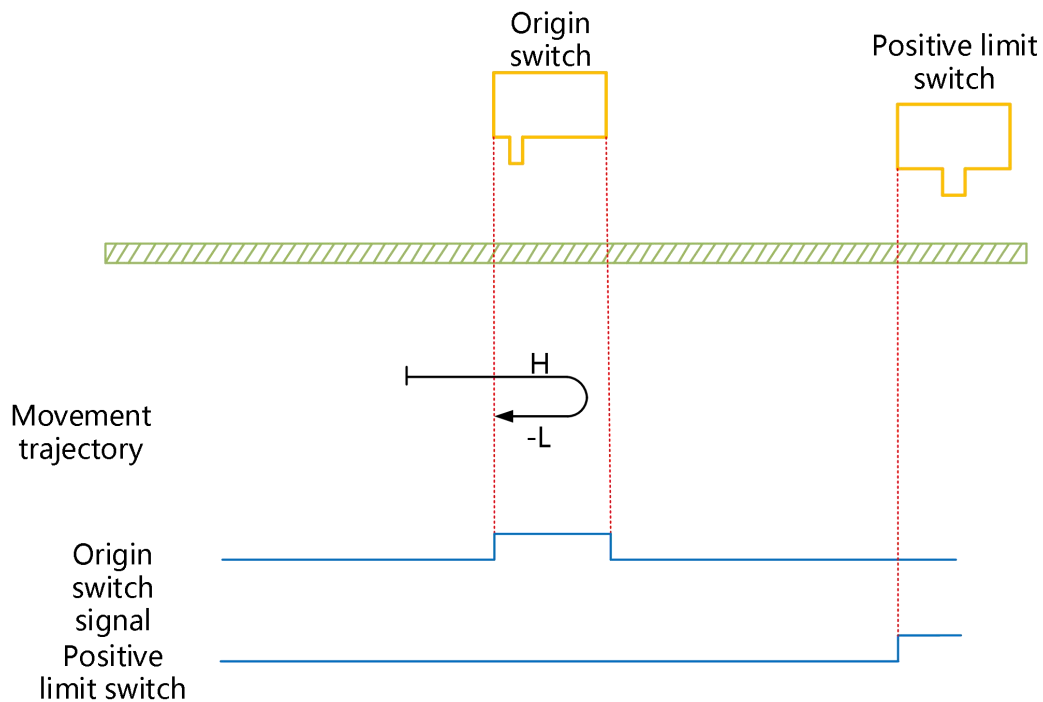 Origin
switch
Positive limit
switch
H
Movement
trajectory
-L
Origin
switch
signal
Positive
limit switch